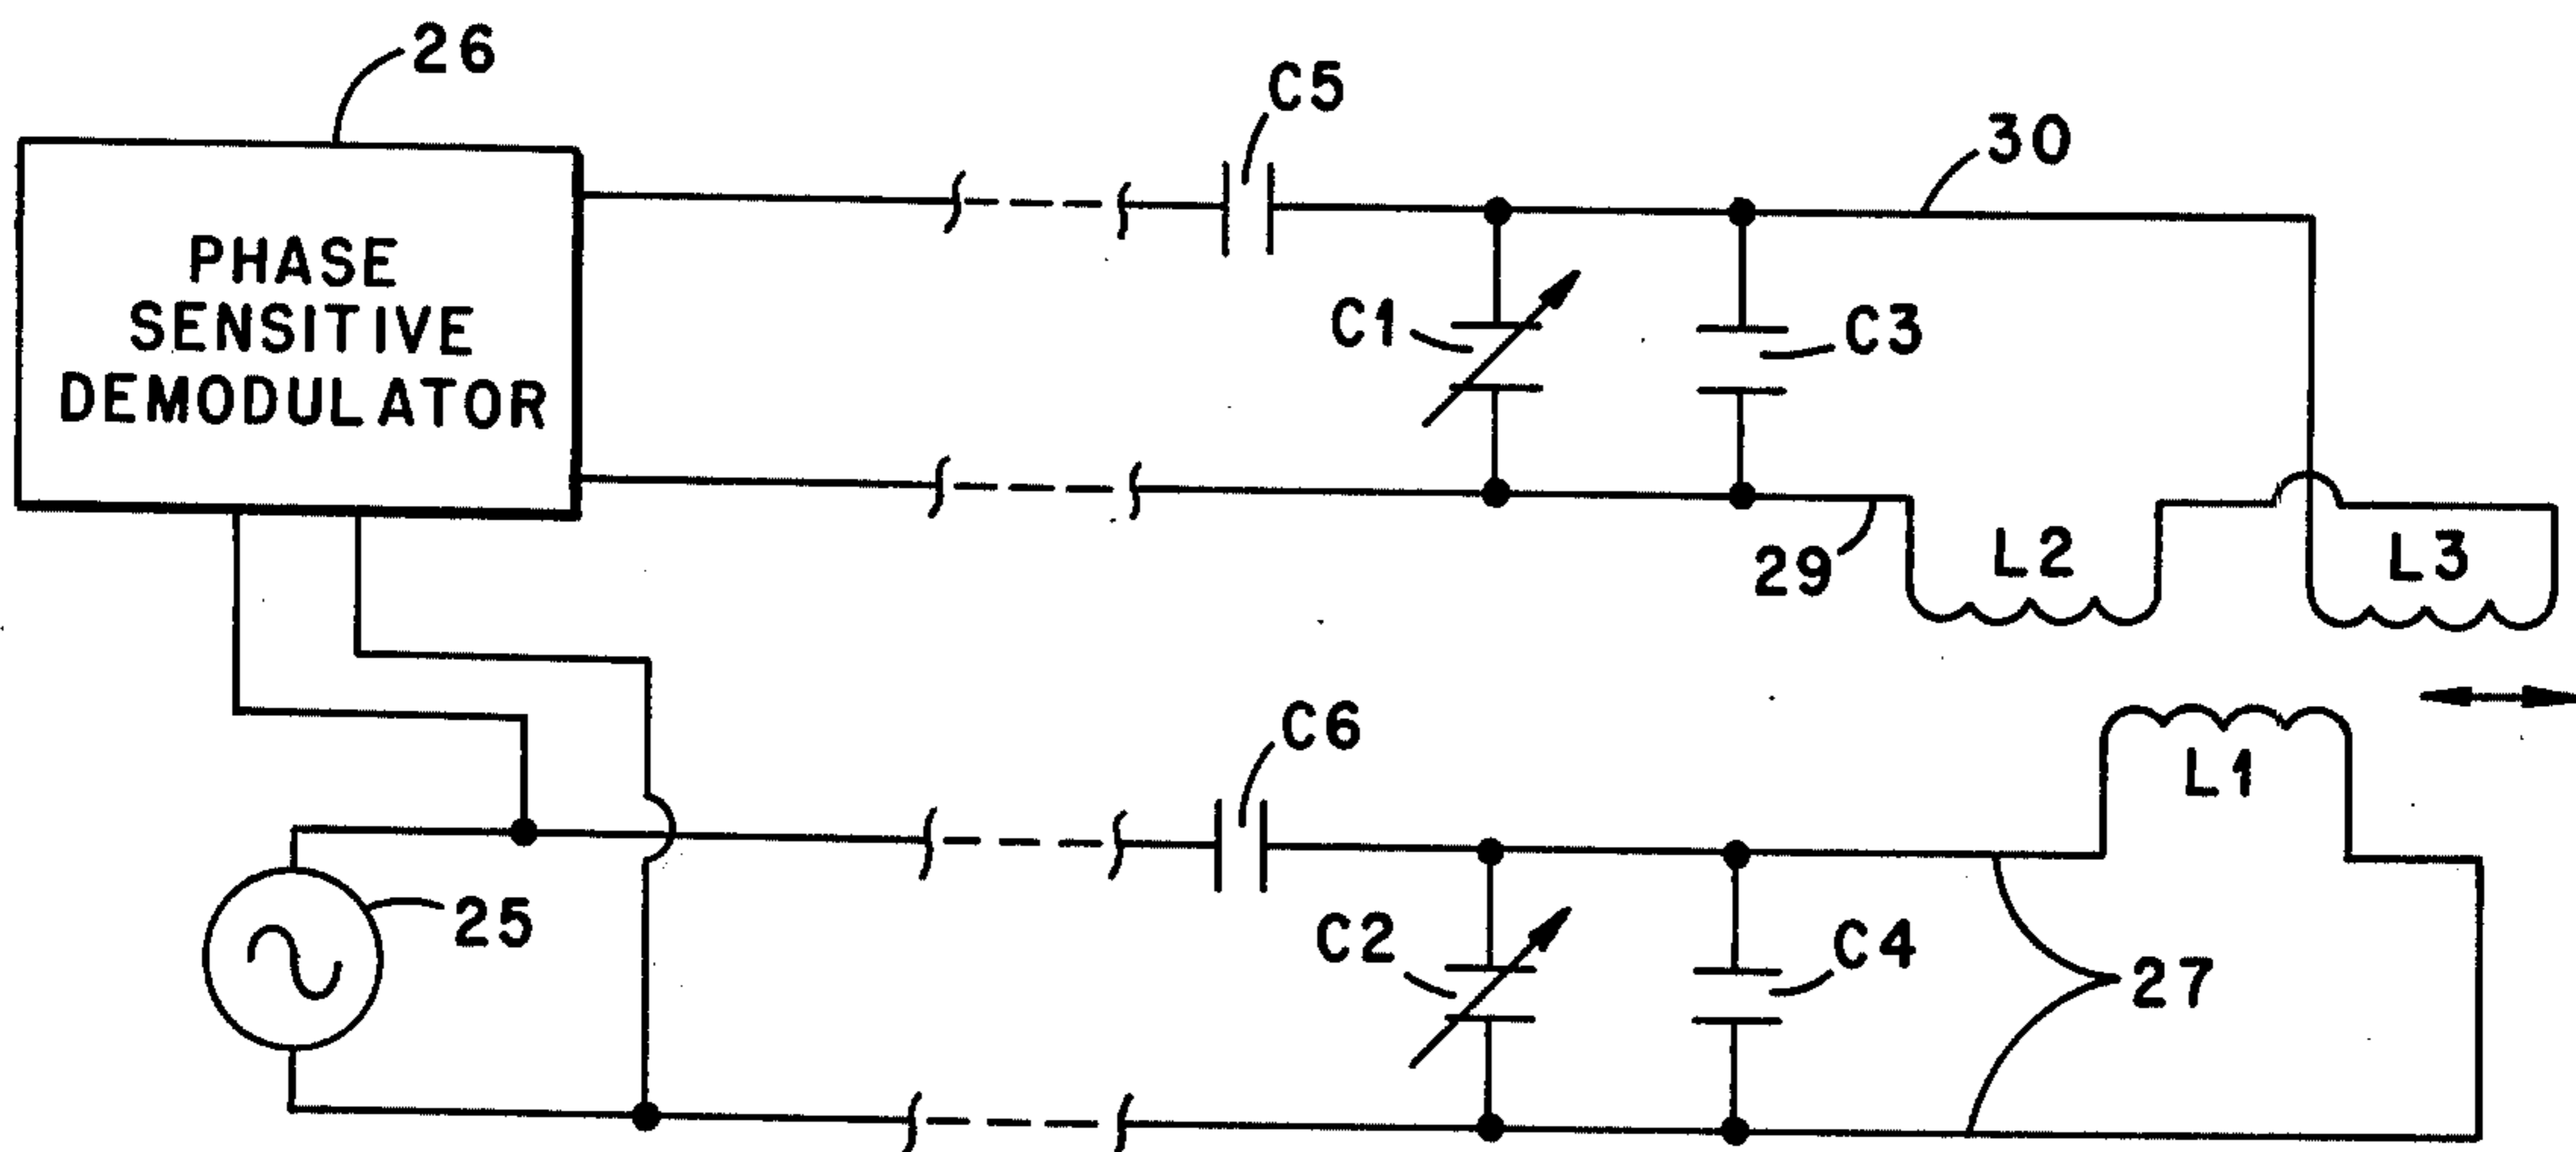 26
C5
30
PHASE
SENSITIVE
DEMODULATOR
C1
C3
29
L2
L3
C6
L1
25
C2
C4
27